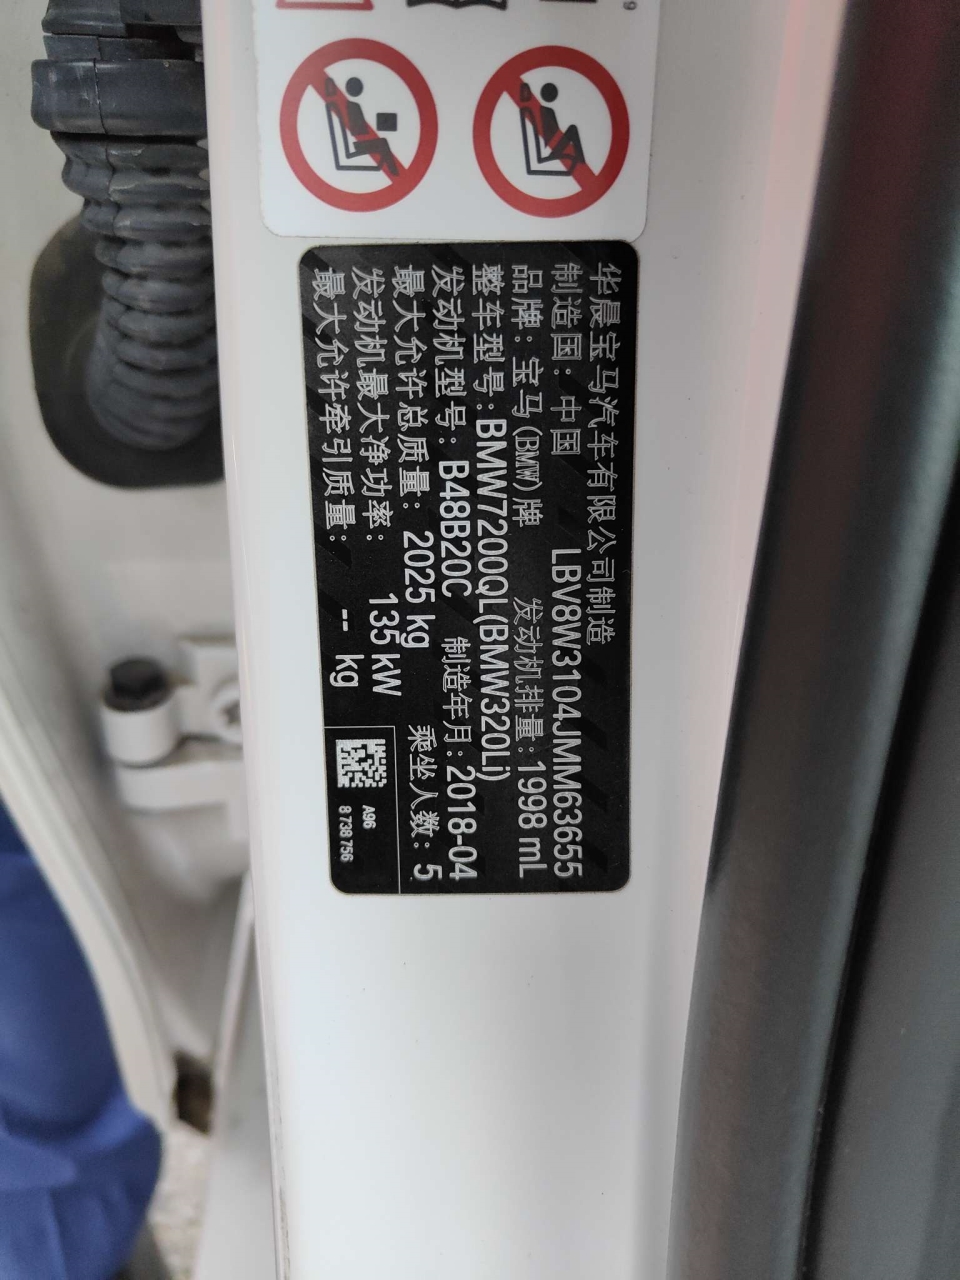 华晨宝马汽车有限公司制造
制造国：中国 LBV8W3104JMM63655
品牌：宝马(BMW)牌 发动机排量：1998 mL
整车型号：BMW7200QL(BMW320Li)
发动机型号：B48B20C 制造年月：2018-04
最大允许总质量：2025 kg 乘坐人数：5
发动机最大净功率：135 kW
最大允许牵引质量：-- kg
A96
8 738 756